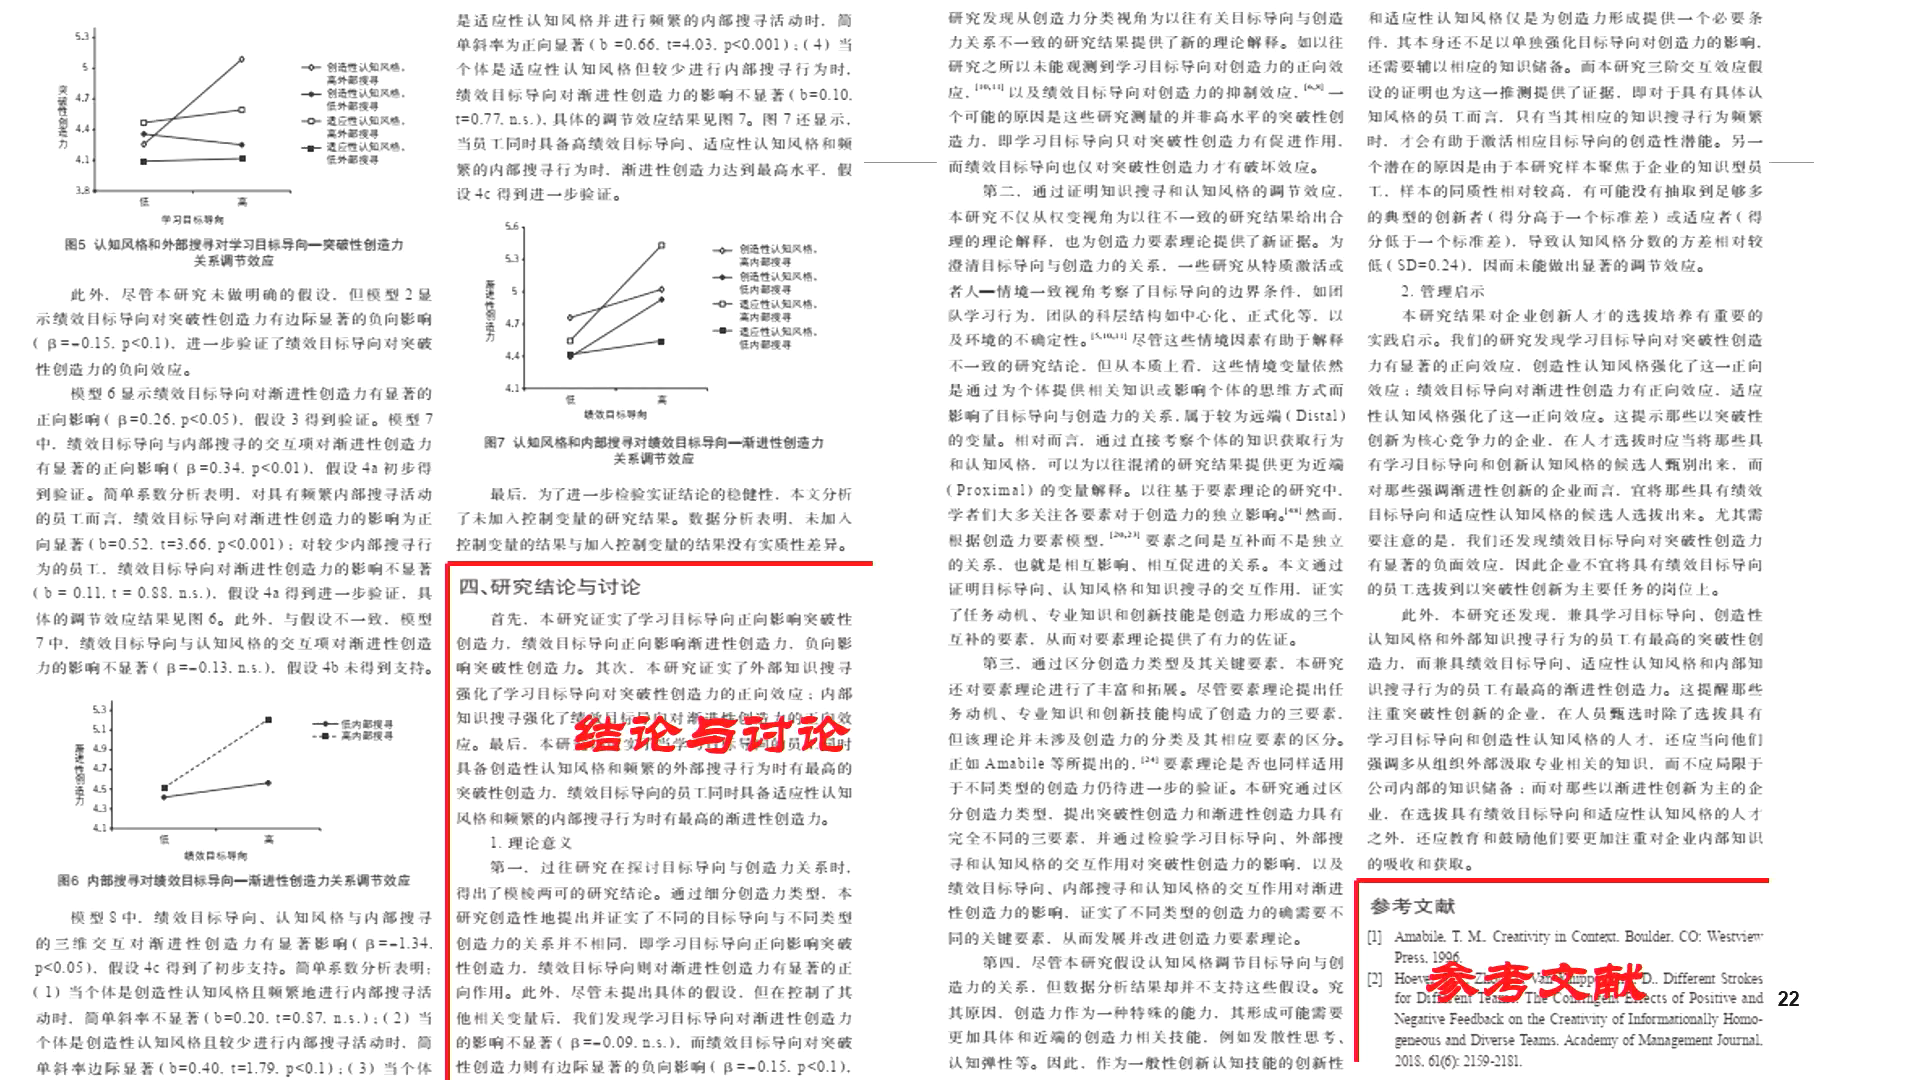 5.3
5
4.7
4.4
4.1
3.8
突破性创造力
低
高
学习目标导向
创造性认知风格，
高外部搜寻
创造性认知风格，
低外部搜寻
适应性认知风格，
高外部搜寻
适应性认知风格，
低外部搜寻
图5 认知风格和外部搜寻对学习目标导向—突破性创造力
关系调节效应
此外，尽管本研究未做明确的假设，但模型 2 显
示绩效目标导向对突破性创造力有边际显著的负向影响
( β=-0.15, p<0.1)，进一步验证了绩效目标导向对突破
性创造力的负向效应。
模型 6 显示绩效目标导向对渐进性创造力有显著的
正向影响 ( β=0.26, p<0.05)，假设 3 得到验证。模型 7
中，绩效目标导向与内部搜寻的交互项对渐进性创造力
有显著的正向影响 ( β=0.34, p<0.01)，假设 4a 初步得
到验证。简单系数分析表明，对具有频繁内部搜寻活动
的员工而言，绩效目标导向对渐进性创造力的影响为正
向显著 (b=0.52, t=3.66, p<0.001)；对较少内部搜寻行
为的员工，绩效目标导向对渐进性创造力的影响不显著
(b = 0.11, t = 0.88, n.s.)，假设 4a 得到进一步验证，具
体的调节效应结果见图 6。此外，与假设不一致，模型
7 中，绩效目标导向与认知风格的交互项对渐进性创造
力的影响不显著 ( β=-0.13, n.s.)，假设 4b 未得到支持。
5.3
5.1
4.9
4.7
4.5
4.3
4.1
渐进性创造力
低
高
绩效目标导向
低内部搜寻
高内部搜寻
图6 内部搜寻对绩效目标导向—渐进性创造力关系调节效应
模型 8 中，绩效目标导向、认知风格与内部搜寻
的三维交互对渐进性创造力有显著影响 ( β=-1.34,
p<0.05)，假设 4c 得到了初步支持。简单斜率分析表明：
(1) 当个体是创造性认知风格且频繁地进行内部搜寻活
动时，简单斜率不显著 (b=0.20, t=0.87, n.s.)；(2) 当
个体是创造性认知风格且较少进行内部搜寻活动时，简
单斜率边际显著 (b=0.40, t=1.79, p<0.1)；(3) 当个体
是适应性认知风格并进行频繁的内部搜寻活动时，简
单斜率为正向显著 (b =0.66, t=4.03, p<0.001)；(4) 当
个体是适应性认知风格但较少进行内部搜寻行为时，
绩效目标导向对渐进性创造力的影响不显著 (b=0.10,
t=0.77, n.s.)，具体的调节效应结果见图 7。图 7 还显示，
当员工同时具备高绩效目标导向、适应性认知风格和频
繁的内部搜寻行为时，渐进性创造力达到最高水平，假
设 4c 得到进一步验证。
5.6
5.3
5
4.7
4.4
4.1
渐进性创造力
低
高
绩效目标导向
创造性认知风格，
高内部搜寻
创造性认知风格，
低内部搜寻
适应性认知风格，
高内部搜寻
适应性认知风格，
低内部搜寻
图7 认知风格和内部搜寻对绩效目标导向—渐进性创造力
关系调节效应
最后，为了进一步检验实证结论的稳健性，本文分析
了未加入控制变量的研究结果。数据分析表明，未加入
控制变量的结果与加入控制变量的结果没有实质性差异。
四、研究结论与讨论
首先，本研究证实了学习目标导向正向影响突破性
创造力，绩效目标导向正向影响渐进性创造力，负向影
响突破性创造力。其次，本研究证实了外部知识搜寻
强化了学习目标导向对突破性创造力的正向效应；内部
知识搜寻强化了绩效目标导向对渐进性创造力的正向效
应。最后，本研 实 当学 标导向的员 同时
结论与讨论
具备创造性认知风格和频繁的外部搜寻行为时有最高的
突破性创造力，绩效目标导向的员工同时具备适应性认知
风格和频繁的内部搜寻行为时有最高的渐进性创造力。
1. 理论意义
第一，过往研究在探讨目标导向与创造力关系时，
得出了模棱两可的研究结论。通过细分创造力类型，本
研究创造性地提出并证实了不同的目标导向与不同类型
创造力的关系并不相同，即学习目标导向正向影响突破
性创造力，绩效目标导向则对渐进性创造力有显著的正
向作用。此外，尽管未提出具体的假设，但在控制了其
他相关变量后，我们发现学习目标导向对渐进性创造力
的影响不显著 ( β=-0.09, n.s.)，而绩效目标导向对突破
性创造力则有边际显著的负向影响 ( β=-0.15, p<0.1)，
研究发现从创造力分类视角为以往有关目标导向与创造
力关系不一致的研究结果提供了新的理论解释。如以往
研究之所以未能观测到学习目标导向对创造力的正向效
应，[10,11] 以及绩效目标导向对创造力的抑制效应，[6,8] 一
个可能的原因是这些研究测量的并非高水平的突破性创
造力，即学习目标导向只对突破性创造力有促进作用，
而绩效目标导向也仅对突破性创造力才有破坏效应。
第二，通过证明知识搜寻和认知风格的调节效应，
本研究不仅从权变视角为以往不一致的研究结果给出合
理的理论解释，也为创造力要素理论提供了新证据。为
澄清目标导向与创造力的关系，一些研究从特质激活或
者人—情境一致视角考察了目标导向的边界条件，如团
队学习行为，团队的科层结构如中心化、正式化等，以
及环境的不确定性。[5,10,11] 尽管这些情境因素有助于解释
不一致的研究结论，但从本质上看，这些情境变量依然
是通过为个体提供相关知识或影响个体的思维方式而
影响了目标导向与创造力的关系，属于较为远端 (Distal)
的变量。相对而言，通过直接考察个体的知识获取行为
和认知风格，可以为以往混淆的研究结果提供更为近端
(Proximal) 的变量解释。以往基于要素理论的研究中，
学者们大多关注各要素对于创造力的独立影响。[48] 然而，
根据创造力要素模型，[20,23] 要素之间是互补而不是独立
的关系，也就是相互影响、相互促进的关系。本文通过
证明目标导向、认知风格和知识搜寻的交互作用，证实
了任务动机、专业知识和创新技能是创造力形成的三个
互补的要素，从而对要素理论提供了有力的佐证。
第三，通过区分创造力类型及其关键要素，本研究
还对要素理论进行了丰富和拓展。尽管要素理论提出任
务动机、专业知识和创新技能构成了创造力的三要素，
但该理论并未涉及创造力的分类及其相应要素的区分。
正如 Amabile 等所提出的，[24] 要素理论是否也同样适用
于不同类型的创造力仍待进一步的验证。本研究通过区
分创造力类型，提出突破性创造力和渐进性创造力具有
完全不同的三要素，并通过检验学习目标导向、外部搜
寻和认知风格的交互作用对突破性创造力的影响，以及
绩效目标导向、内部搜寻和认知风格的交互作用对渐进
性创造力的影响，证实了不同类型的创造力的确需要不
同的关键要素，从而发展并改进创造力要素理论。
第四，尽管本研究假设认知风格调节目标导向与创
造力的关系，但数据分析结果却并不支持这些假设。究
其原因，创造力作为一种特殊的能力，其形成可能需要
更加具体和近端的创造力相关技能，例如发散性思考、
认知弹性等。因此，作为一般性创新认知技能的创新性
和适应性认知风格仅是为创造力形成提供一个必要条
件，其本身还不足以单独强化目标导向对创造力的影响，
还需要辅以相应的知识储备。而本研究三阶交互效应假
设的证明也为这一推测提供了证据，即对于具有具体认
知风格的员工而言，只有当其相应的知识搜寻行为频繁
时，才会有助于激活相应目标导向的创造性潜能。另一
个潜在的原因是由于本研究样本聚焦于企业的知识型员
工，样本的同质性相对较高，有可能没有抽取到足够多
的典型的创新者 (得分高于一个标准差) 或适应者 (得
分低于一个标准差)，导致认知风格分数的方差相对较
低 ( SD=0.24)，因而未能做出显著的调节效应。
2. 管理启示
本研究结果对企业创新人才的选拔培养有重要的
实践启示。我们的研究发现学习目标导向对突破性创造
力有显著的正向效应，创造性认知风格强化了这一正向
效应；绩效目标导向对渐进性创造力有正向效应，适应
性认知风格强化了这一正向效应。这提示那些以突破性
创新为核心竞争力的企业，在人才选拔时应当将那些具
有学习目标导向和创新认知风格的候选人甄别出来，而
对那些强调渐进性创新的企业而言，宜将那些具有绩效
目标导向和适应性认知风格的候选人选拔出来。尤其需
要注意的是，我们还发现绩效目标导向对突破性创造力
有显著的负面效应，因此企业不宜将具有绩效目标导向
的员工选拔到以突破性创新为主要任务的岗位上。
此外，本研究还发现，兼具学习目标导向、创造性
认知风格和外部知识搜寻行为的员工有最高的突破性创
造力，而兼具绩效目标导向、适应性认知风格和内部知
识搜寻行为的员工有最高的渐进性创造力。这提醒那些
注重突破性创新的企业，在人员甄选时除了选拔具有
学习目标导向和创造性认知风格的人才，还应当向他们
强调多从组织外部汲取专业相关的知识，而不应局限于
公司内部的知识储备；而对那些以渐进性创新为主的企
业，在选拔具有绩效目标导向和适应性认知风格的人才
之外，还应教育和鼓励他们要更加注重对企业内部知识
的吸收和获取。
参考文献
[1] Amabile, T. M.. Creativity in Context. Boulder, CO: Westview
Press, 1996.
参考文献
[2] D.. Different Strokes
for Different Teams: The Contingent Effects of Positive and
Negative Feedback on the Creativity of Informationally Homo-
geneous and Diverse Teams. Academy of Management Journal,
2018, 61(6): 2159-2181.
22